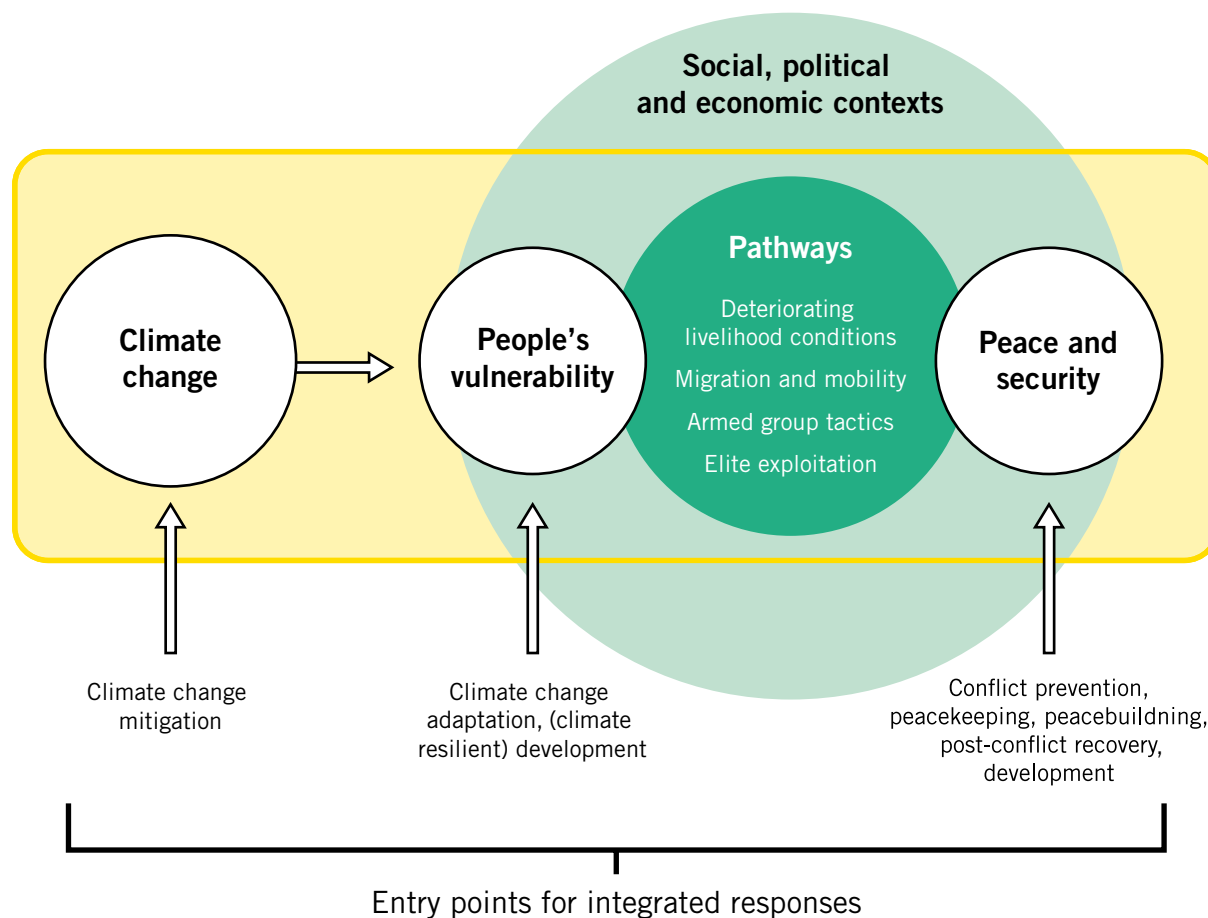 Social, political
and economic contexts
Climate
change
People's
vulnerability
Pathways
Deteriorating
livelihood conditions
Migration and mobility
Armed group tactics
Elite exploitation
Peace and
security
Climate change
mitigation
Climate change
adaptation, (climate
resilient) development
Conflict prevention,
peacekeeping, peacebuildning,
post-conflict recovery,
development
Entry points for integrated responses